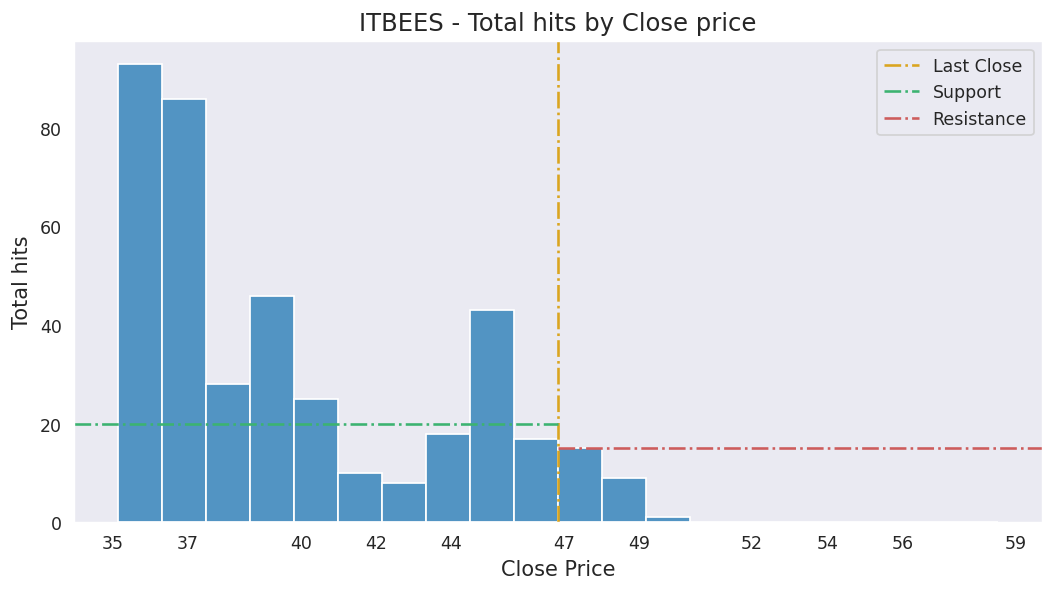 ITBEES - Total hits by Close price
Last Close
Support
Resistance
Total hits
80
60
40
20
0
35 37 40 42 44 47 49 52 54 56 59
Close Price